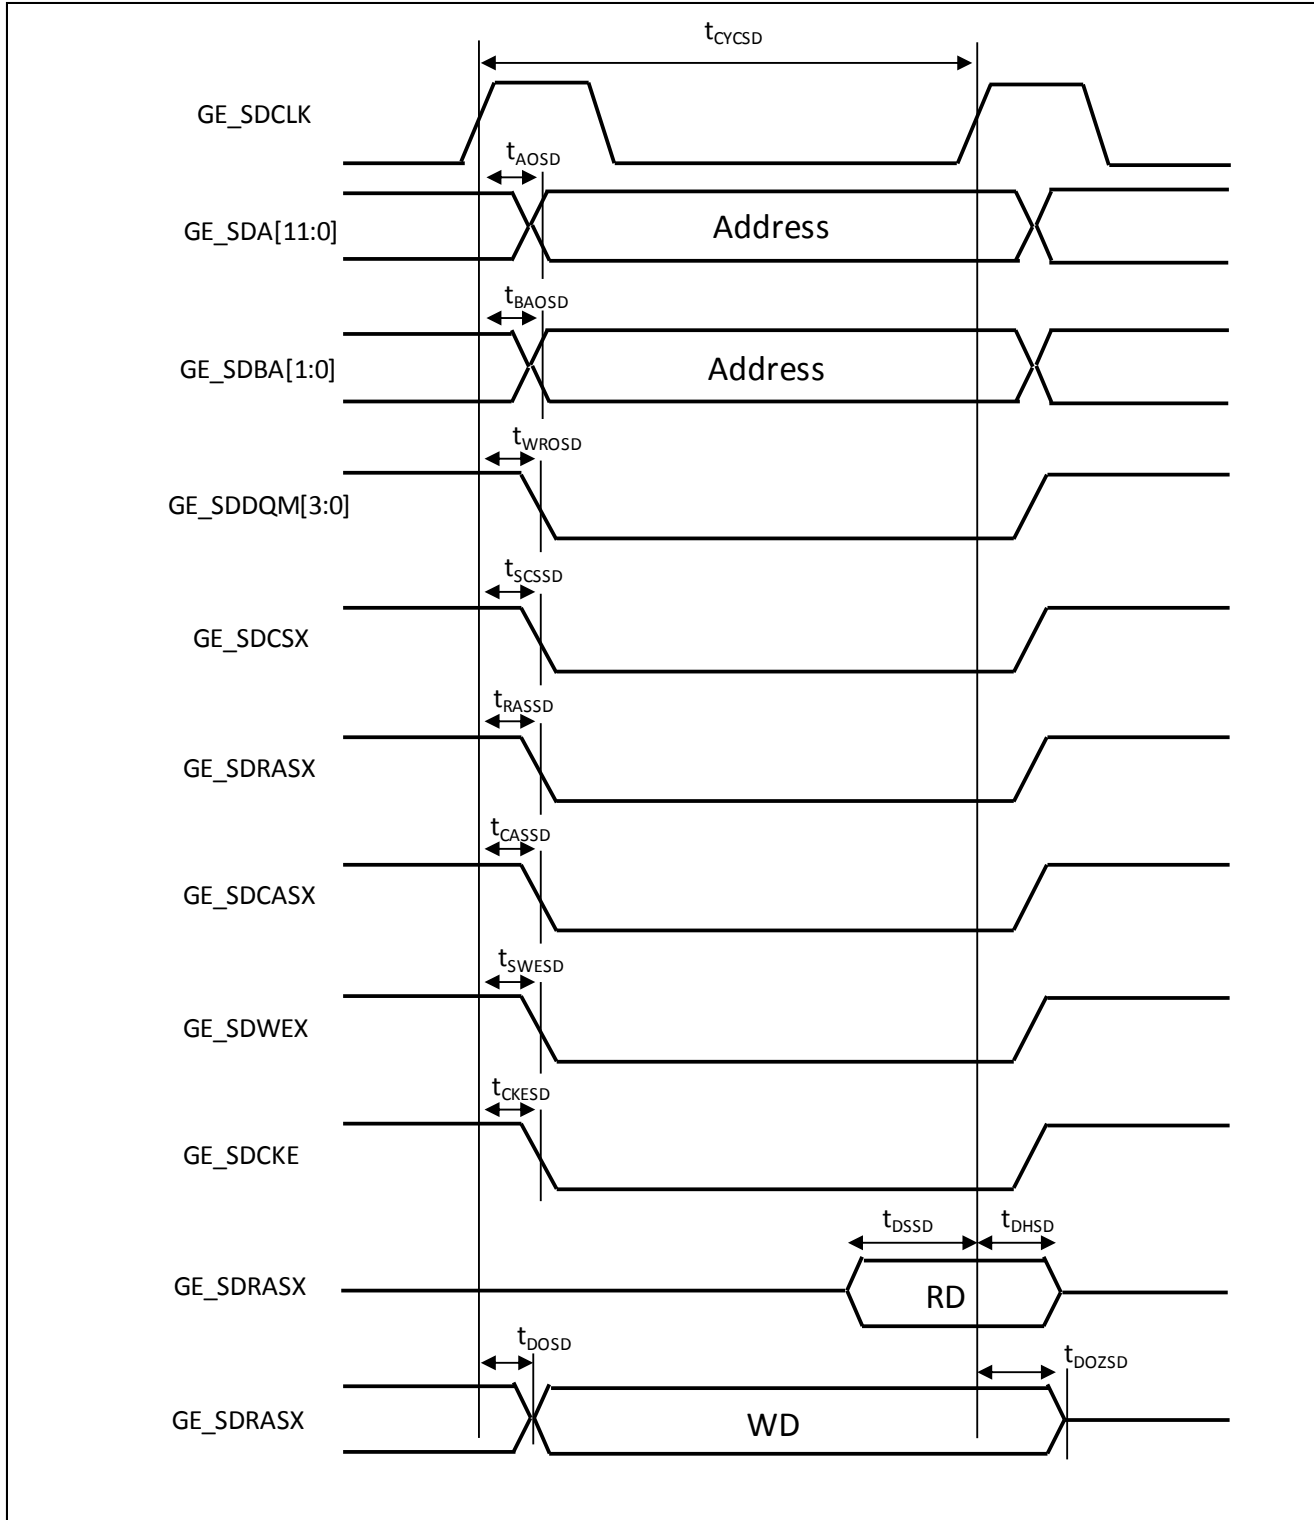 tCYCSD
GE_SDCLK
tAOSD
GE_SDA[11:0]
Address
tBAOSD
GE_SDBA[1:0]
Address
tWROSD
GE_SDDQM[3:0]
tSCSSD
GE_SDCSX
tRASSD
GE_SDRASX
tCASSD
GE_SDCASX
tSWESD
GE_SDWEX
tCKESD
GE_SDCKE
tDSSD tDHSD
GE_SDRASX
RD
tDOSD
tDOZSD
GE_SDRASX
WD